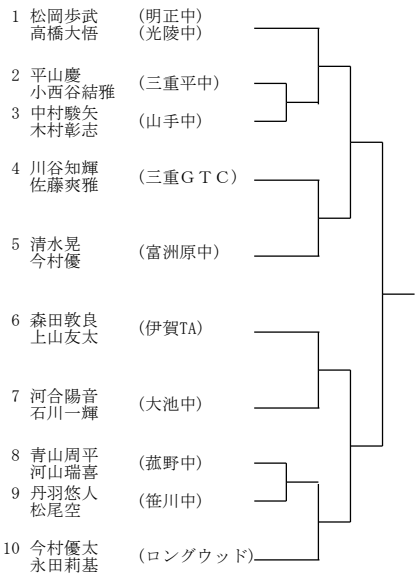 1 松岡歩武 (明正中)
高橋大悟 (光陵中)
2 平山慶
小西谷結雅 (三重平中)
3 中村駿矢
木村彰志 (山手中)
4 川谷知輝
佐藤爽雅 (三重ＧＴＣ)
5 清水晃
今村優 (富洲原中)
6 森田敦良
上山友太 (伊賀TA)
7 河合陽音
石川一輝 (大池中)
8 青山周平
河山瑞喜 (菰野中)
9 丹羽悠人
松尾空 (笹川中)
10 今村優太
永田莉基 (ロングウッド)